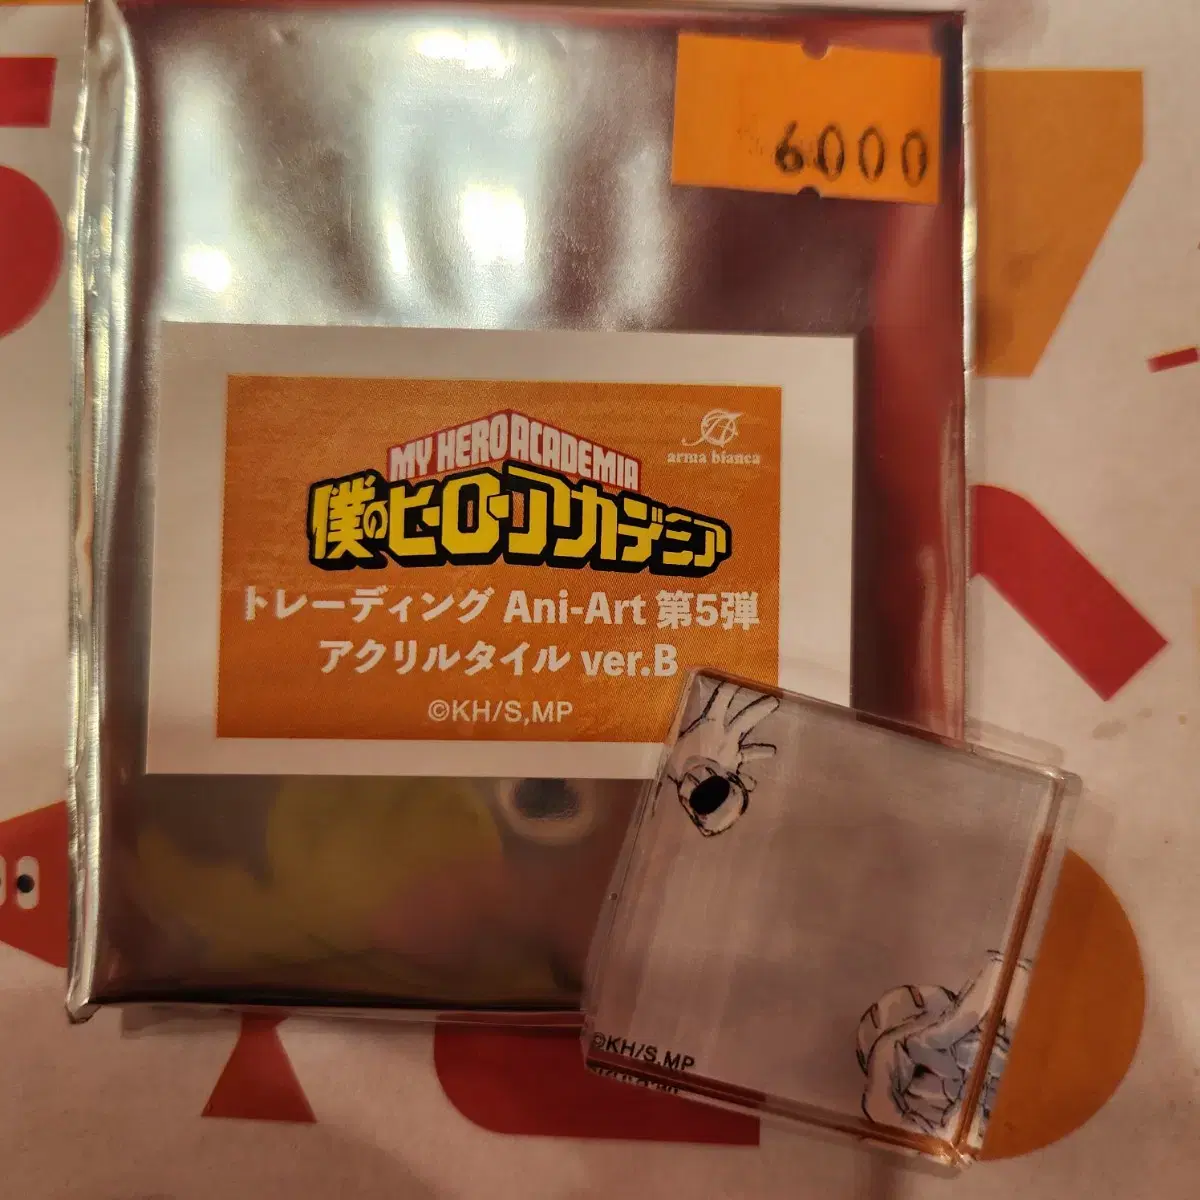 6000
arma bianca
MY HERO ACADEMIA
僕のヒーローアカデミア
トレーディング Ani-Art 第5弾
アクリルタイル ver.B
©KH/S,MP
©KH/S,MP